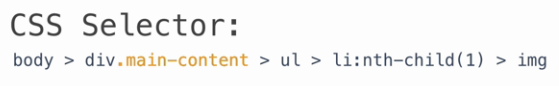 CSS Selector:
body > div.main-content > ul > li:nth-child(1) > img